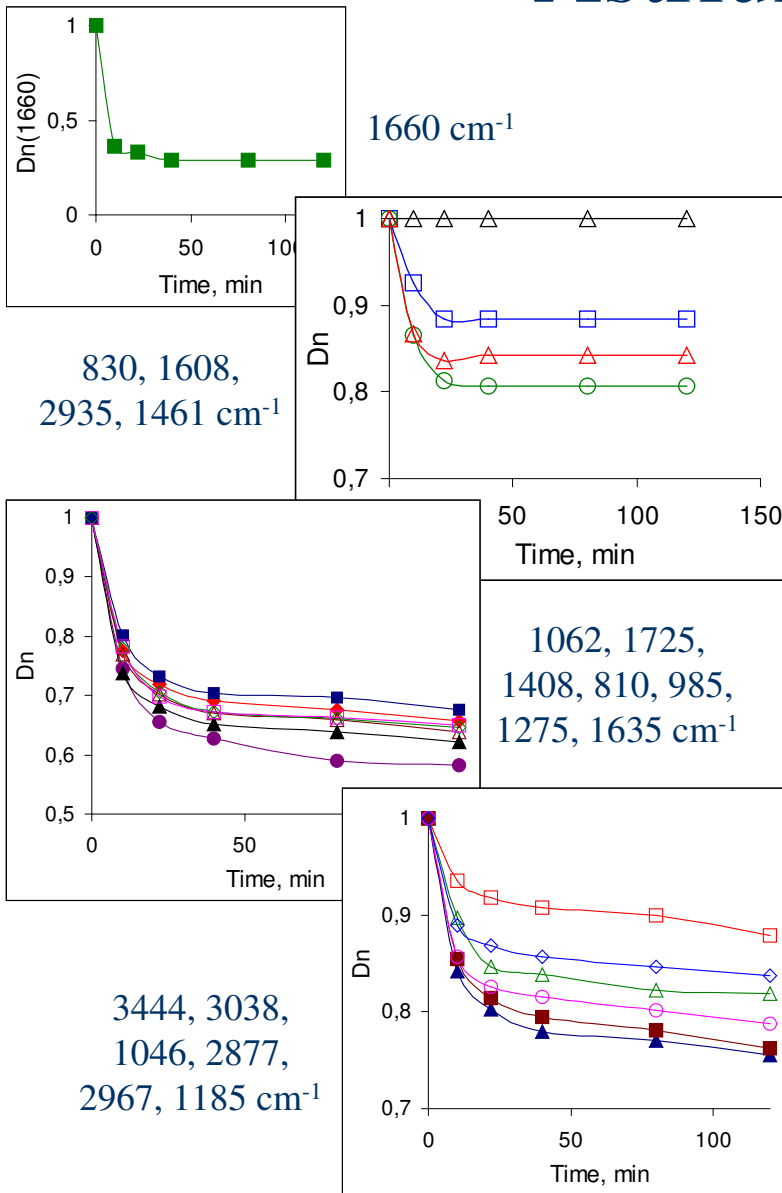 1
0,5
0
Dn(1660)
0 50
Time, min
1660 cm⁻¹
1
0,9
0,8
0,7
Dn
50 100 150
Time, min
830, 1608,
2935, 1461 cm⁻¹
1
0,9
0,8
0,7
0,6
0,5
Dn
0 50
Time, min
1062, 1725,
1408, 810, 985,
1275, 1635 cm⁻¹
1
0,9
0,8
0,7
Dn
0 50 100
Time, min
3444, 3038,
1046, 2877,
2967, 1185 cm⁻¹